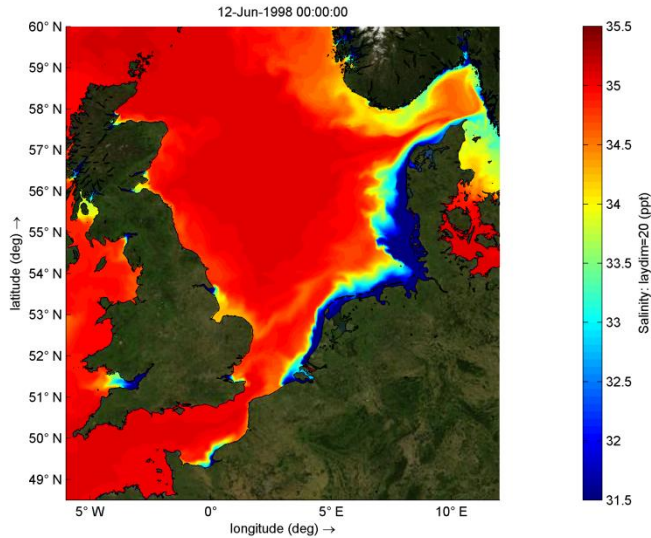 12-Jun-1998 00:00:00
60° N
59° N
58° N
57° N
56° N
55° N
54° N
53° N
52° N
51° N
50° N
49° N
latitude (deg) →
5° W
0°
5° E
10° E
longitude (deg) →
35.5
35
34.5
34
33.5
33
32.5
32
31.5
Salinity: laydim=20 (ppt)